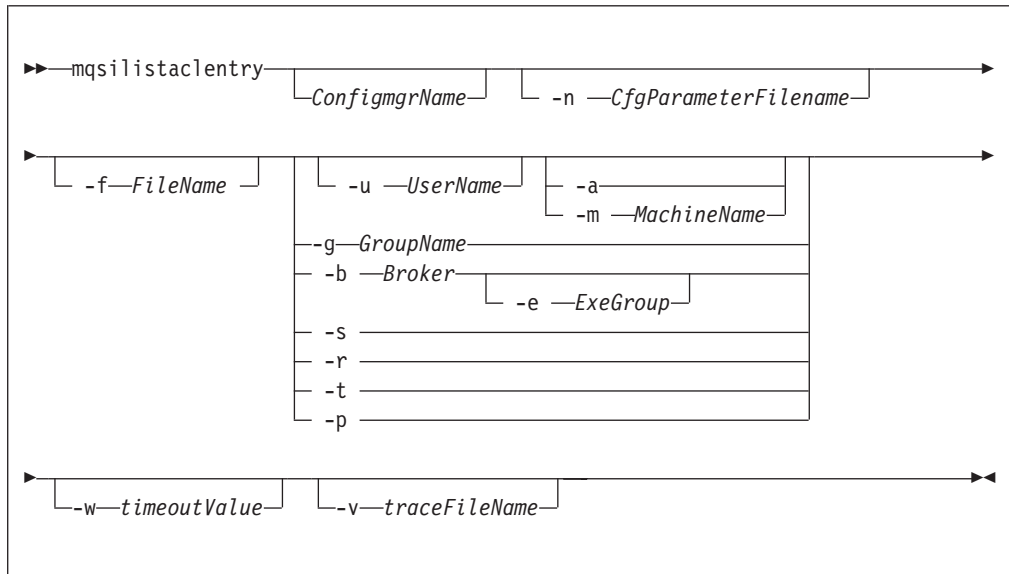 mqsilistaclentry
ConfigmgrName -n CfgParameterFilename
-f FileName -u UserName -a
-m MachineName
-g GroupName
-b Broker
-e ExeGroup
-s
-r
-t
-p
-w timeoutValue -v traceFileName